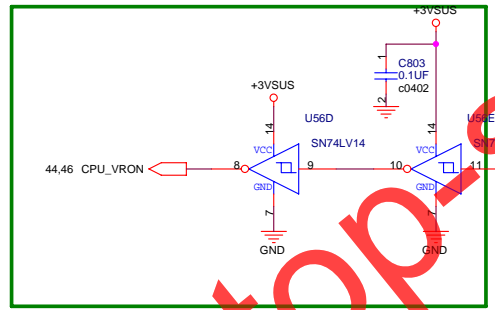 +3VSUS
1
C803
0.1UF
c0402
2
+3VSUS
14
U56D
VCC
SN74LV14
14
U56E
VCC
44,46 CPU_VRON
8
9
10
11
GND
7
GND
7
GND
GND